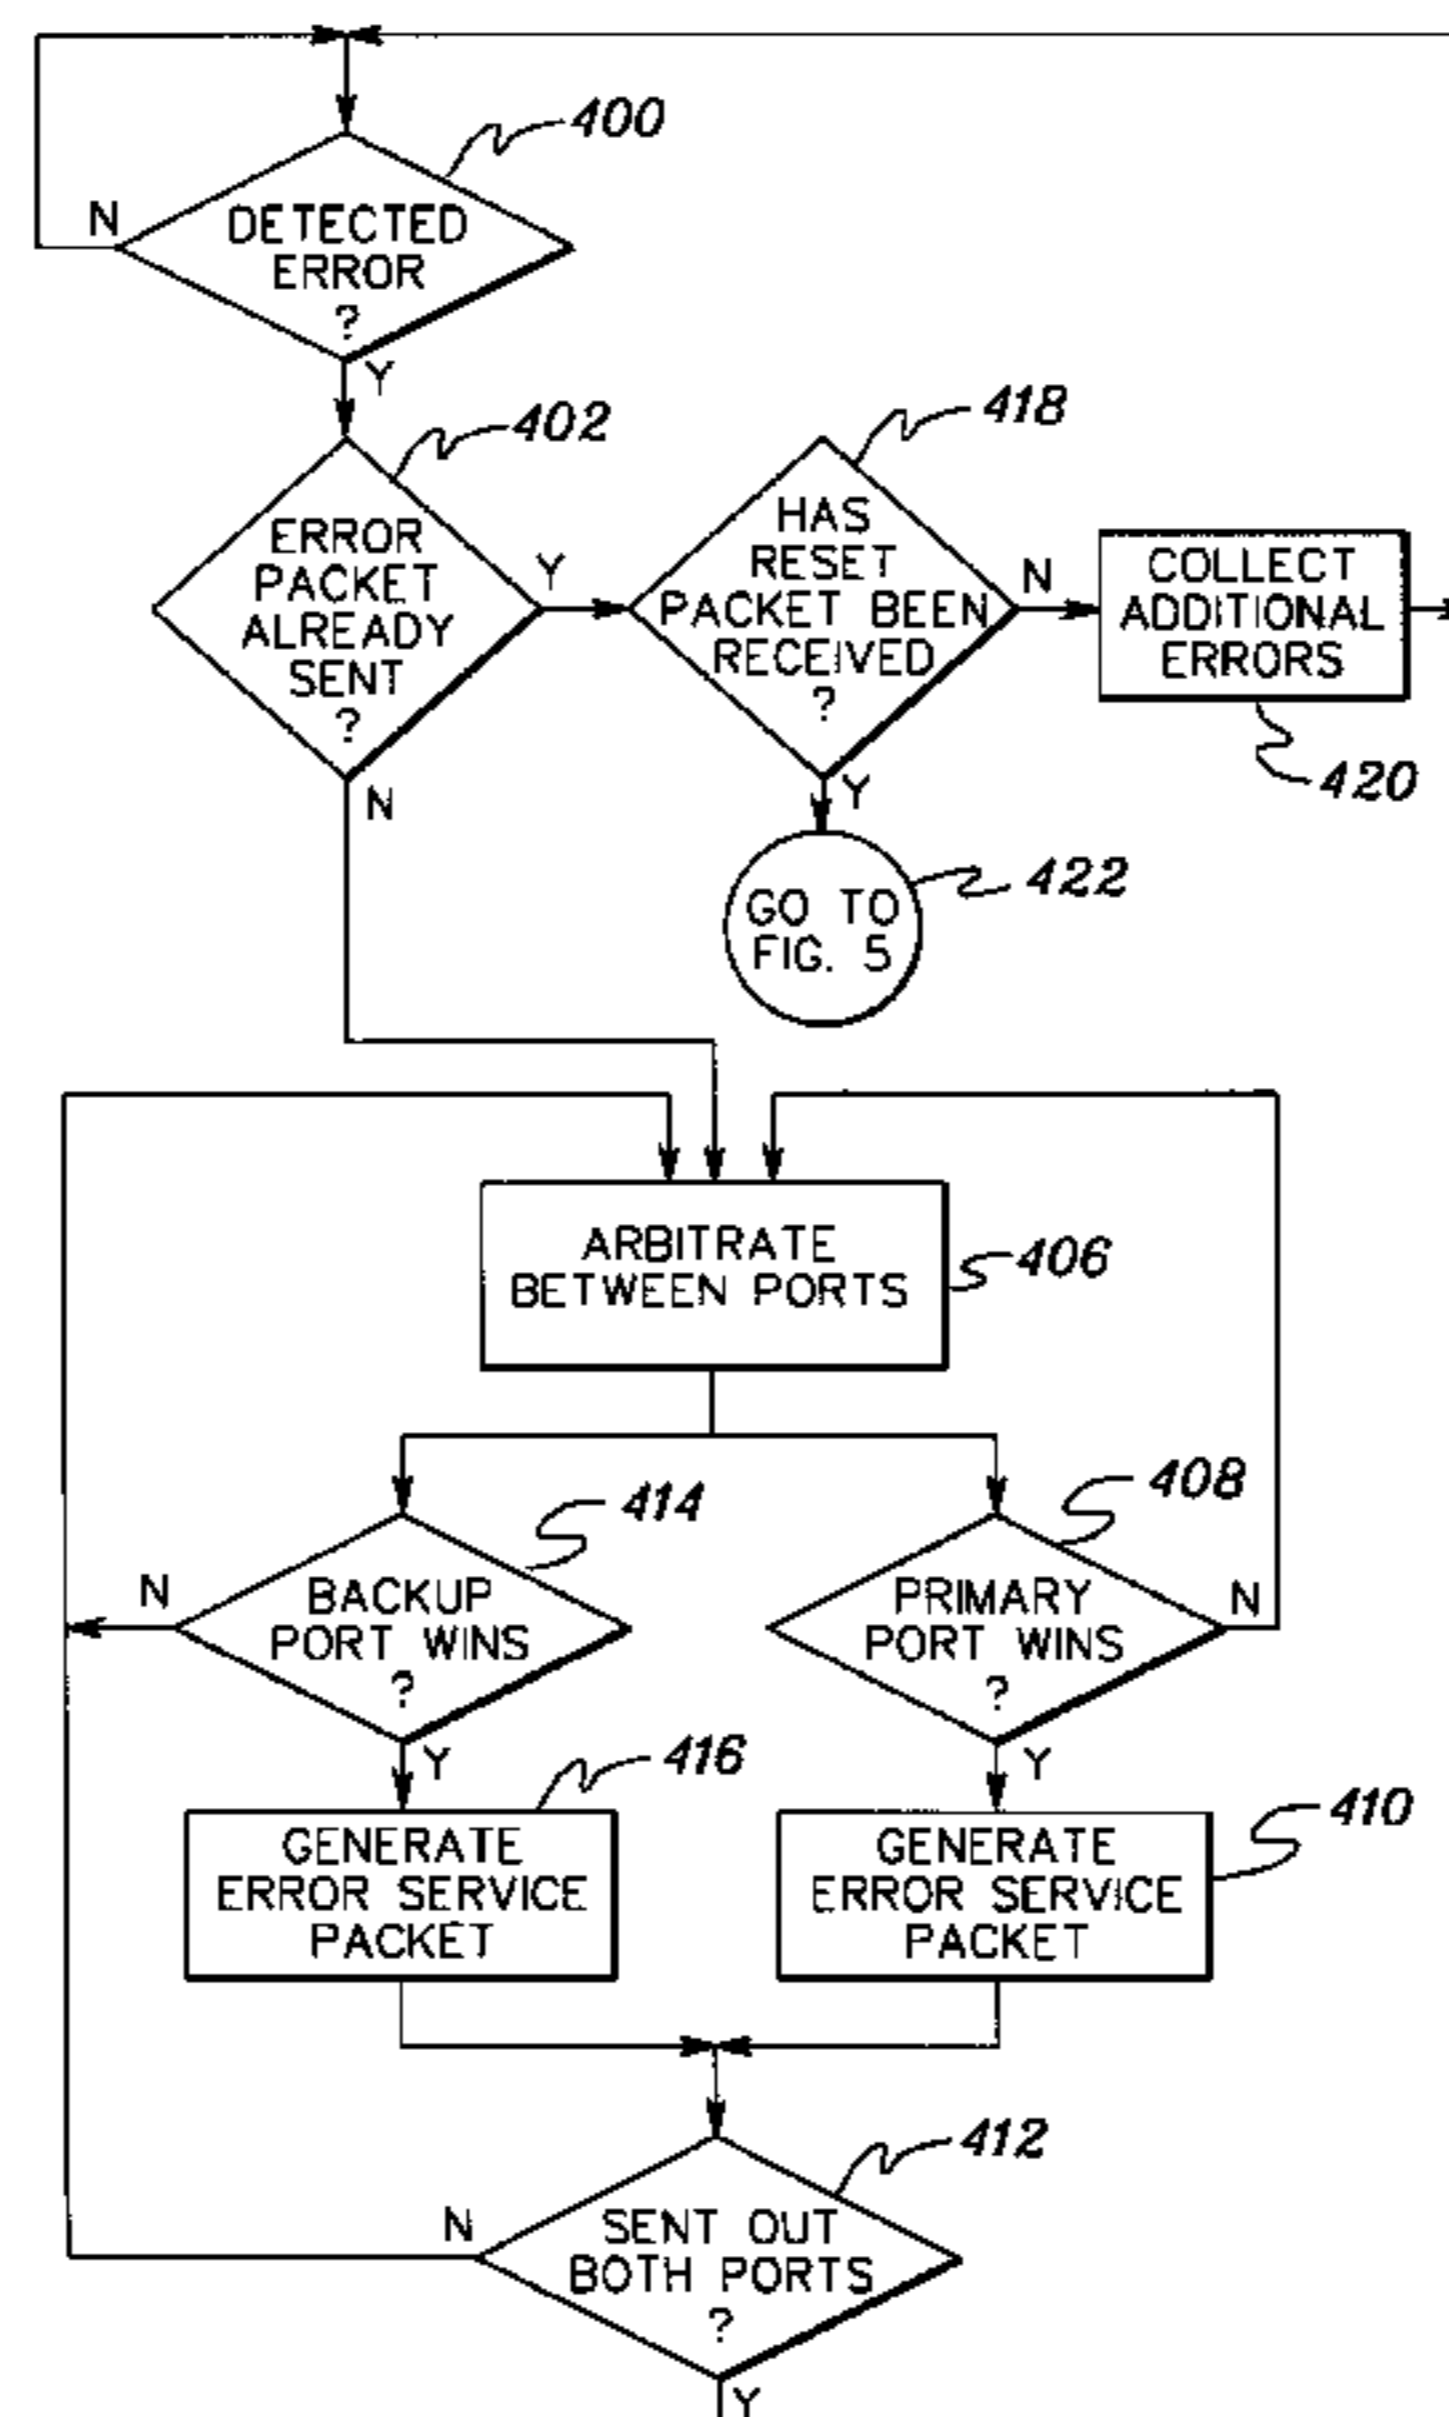 400
N
DETECTED
ERROR
?
Y
402
ERROR
PACKET
ALREADY
SENT
?
Y
N
418
HAS
RESET
PACKET BEEN
RECEIVED
?
N
Y
COLLECT
ADDITIONAL
ERRORS
420
GO TO
FIG. 5
422
ARBITRATE
BETWEEN PORTS
406
414
N
BACKUP
PORT WINS
?
Y
408
PRIMARY
PORT WINS
?
N
Y
416
GENERATE
ERROR SERVICE
PACKET
410
GENERATE
ERROR SERVICE
PACKET
412
N
SENT OUT
BOTH PORTS
?
Y